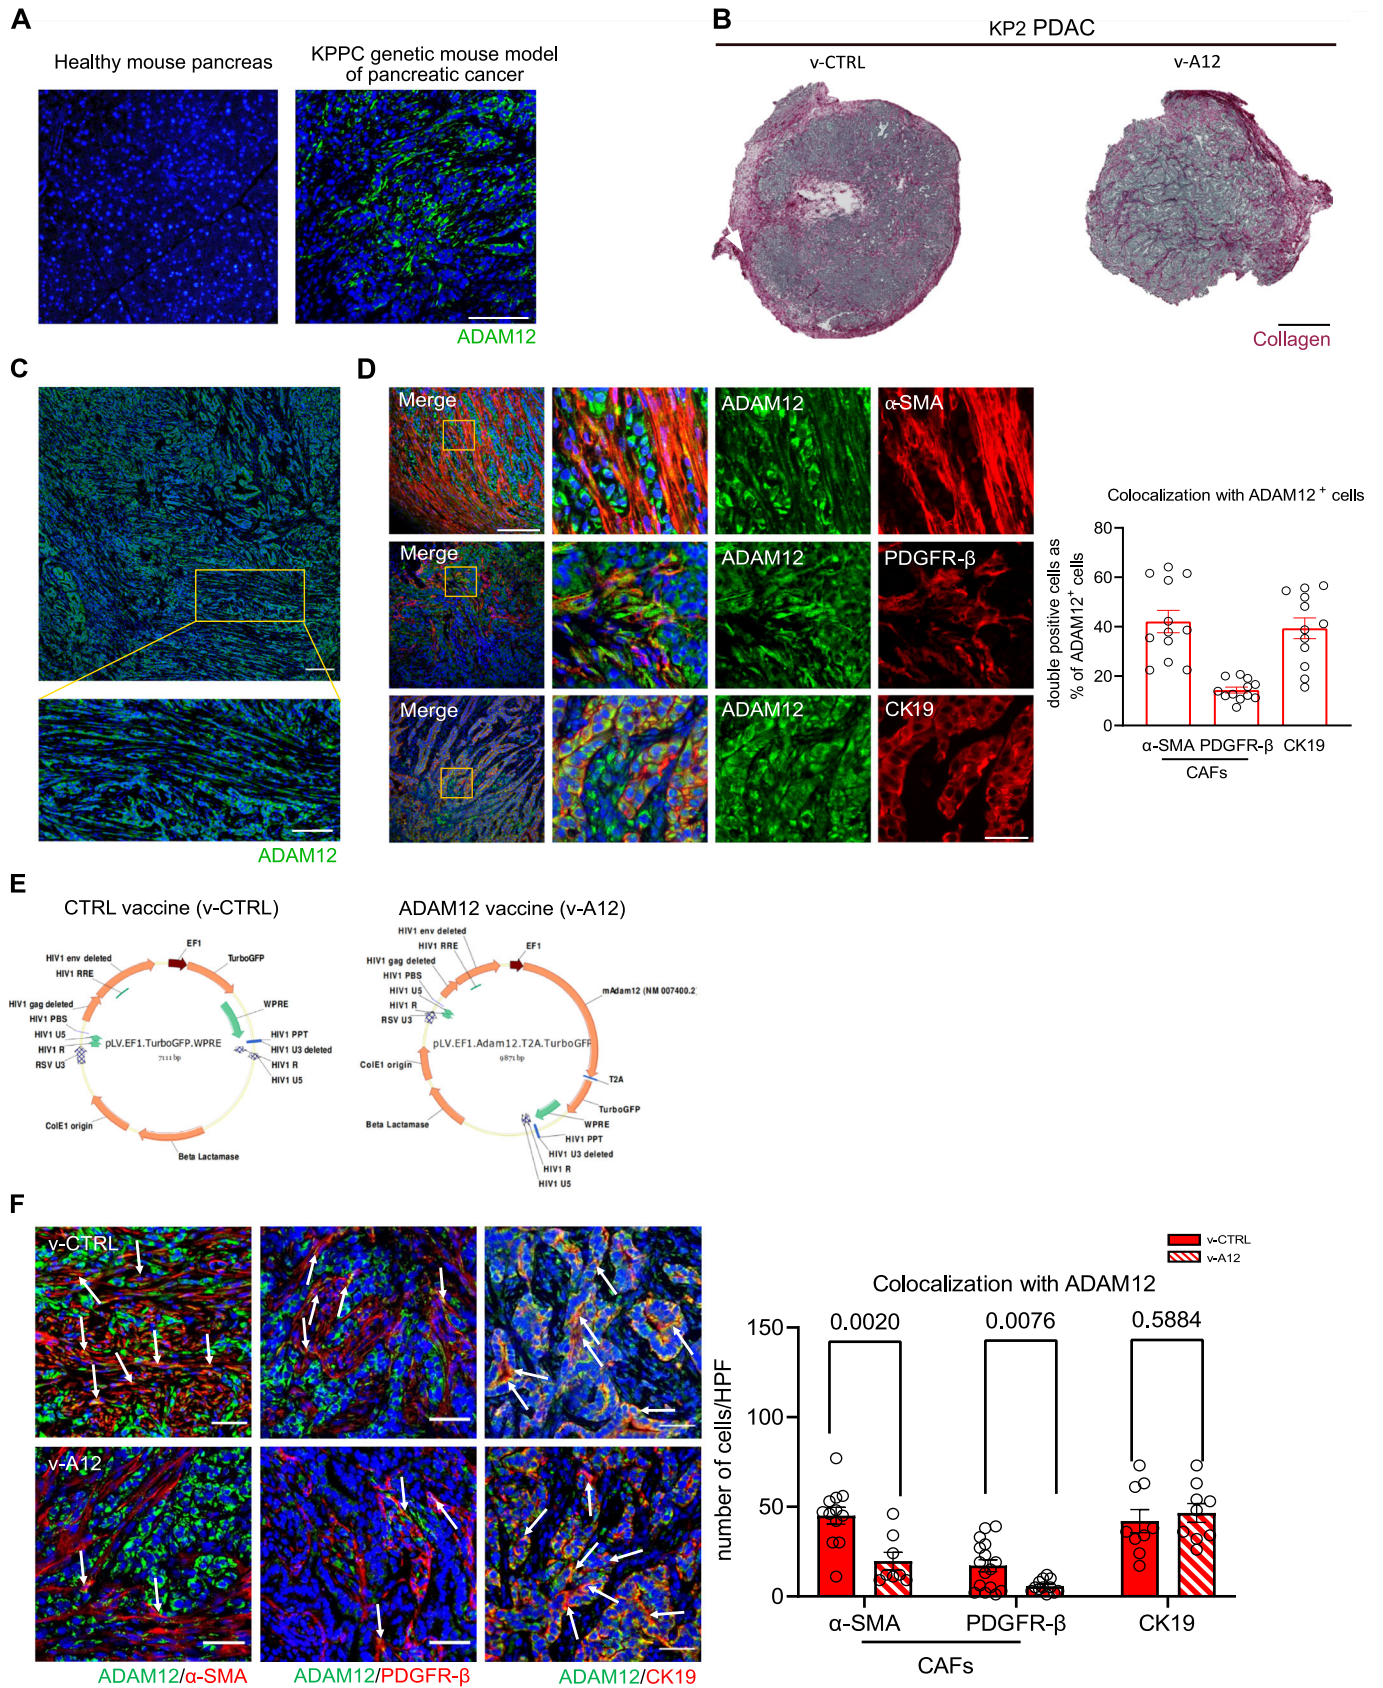 A
Healthy mouse pancreas
KPPC genetic mouse model
of pancreatic cancer
ADAM12
B
KP2 PDAC
v-CTRL
v-A12
Collagen
C
ADAM12
D
Merge
ADAM12
α-SMA
Merge
ADAM12
PDGFR-β
Merge
ADAM12
CK19
Colocalization with ADAM12 + cells
double positive cells as
% of ADAM12+ cells
80
60
40
20
0
α-SMA PDGFR-β CK19
CAFs
E
CTRL vaccine (v-CTRL)
HIV1 env deleted
EF1
TurboGFP
HIV1 RRE
HIV1 gag deleted
WPRE
HIV1 PBS
HIV1 U5
HIV1 R
RSV U3
pLV.EF1.TurboGFP.WPRE
7111 bp
HIV1 PPT
HIV1 U3 deleted
HIV1 R
HIV1 U5
ColE1 origin
Beta Lactamase
ADAM12 vaccine (v-A12)
HIV1 env deleted
HIV1 RRE
EF1
HIV1 gag deleted
HIV1 PBS
HIV1 U5
HIV1 R
RSV U3
mAdam12 (NM 007400.2)
pLV.EF1.Adam12.T2A.TurboGFP
9871 bp
ColE1 origin
T2A
TurboGFP
Beta Lactamase
WPRE
HIV1 PPT
HIV1 U3 deleted
HIV1 R
HIV1 U5
F
v-CTRL
v-A12
ADAM12/α-SMA
ADAM12/PDGFR-β
ADAM12/CK19
v-CTRL
v-A12
Colocalization with ADAM12
0.0020
0.0076
0.5884
number of cells/HPF
150
100
50
0
α-SMA
PDGFR-β
CK19
CAFs